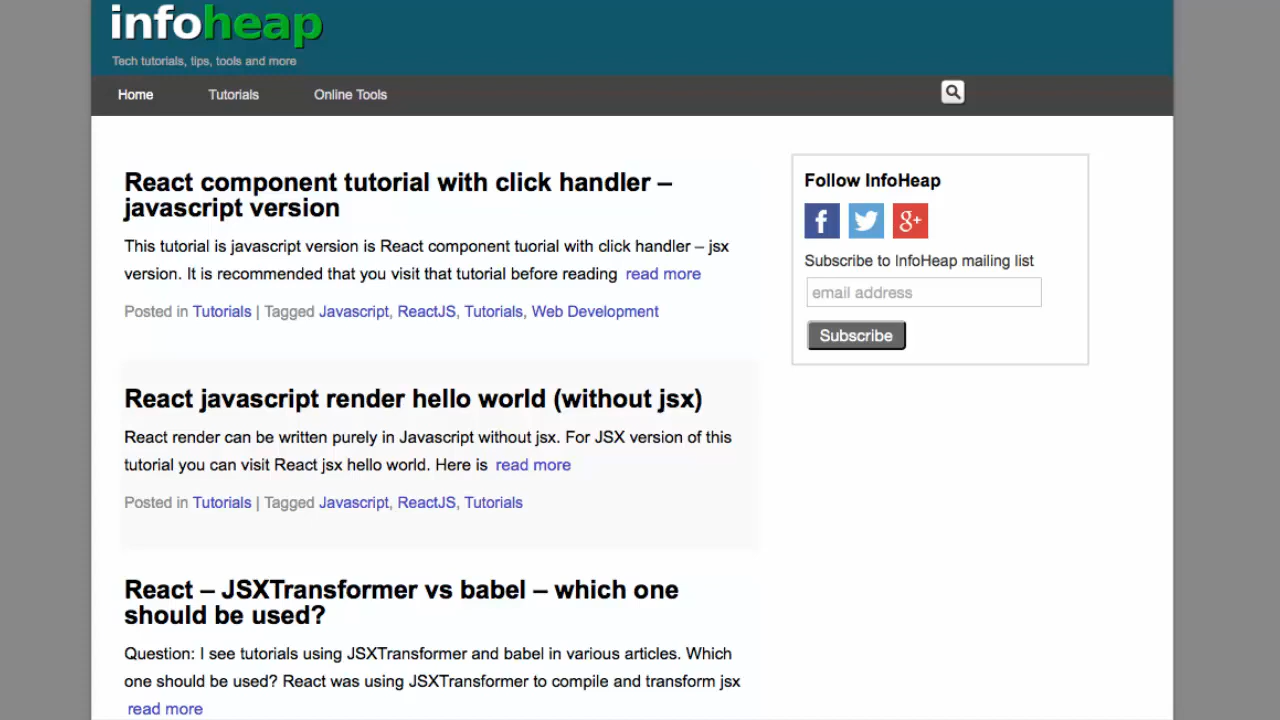 infoheap
Tech tutorials, tips, tools and more
Home Tutorials Online Tools
React component tutorial with click handler –
javascript version
This tutorial is javascript version is React component tuorial with click handler – jsx
version. It is recommended that you visit that tutorial before reading read more
Posted in Tutorials | Tagged Javascript, ReactJS, Tutorials, Web Development
React javascript render hello world (without jsx)
React render can be written purely in Javascript without jsx. For JSX version of this
tutorial you can visit React jsx hello world. Here is read more
Posted in Tutorials | Tagged Javascript, ReactJS, Tutorials
React – JSXTransformer vs babel – which one
should be used?
Question: I see tutorials using JSXTransformer and babel in various articles. Which
one should be used? React was using JSXTransformer to compile and transform jsx
read more
Follow InfoHeap
f g+
Subscribe to InfoHeap mailing list
email address
Subscribe